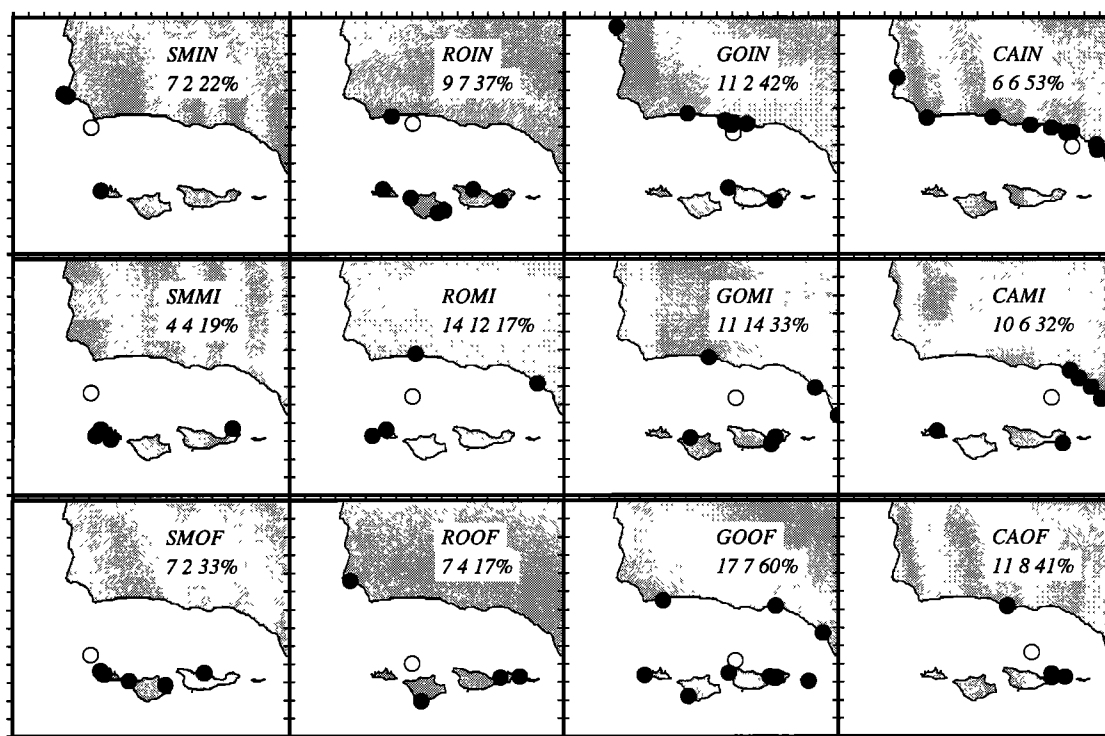 SMIN
7 2 22%
ROIN
9 7 37%
GOIN
11 2 42%
CAIN
6 6 53%
SMMI
4 4 19%
ROMI
14 12 17%
GOMI
11 14 33%
CAMI
10 6 32%
SMOF
7 2 33%
ROOF
7 4 17%
GOOF
17 7 60%
CAOF
11 8 41%